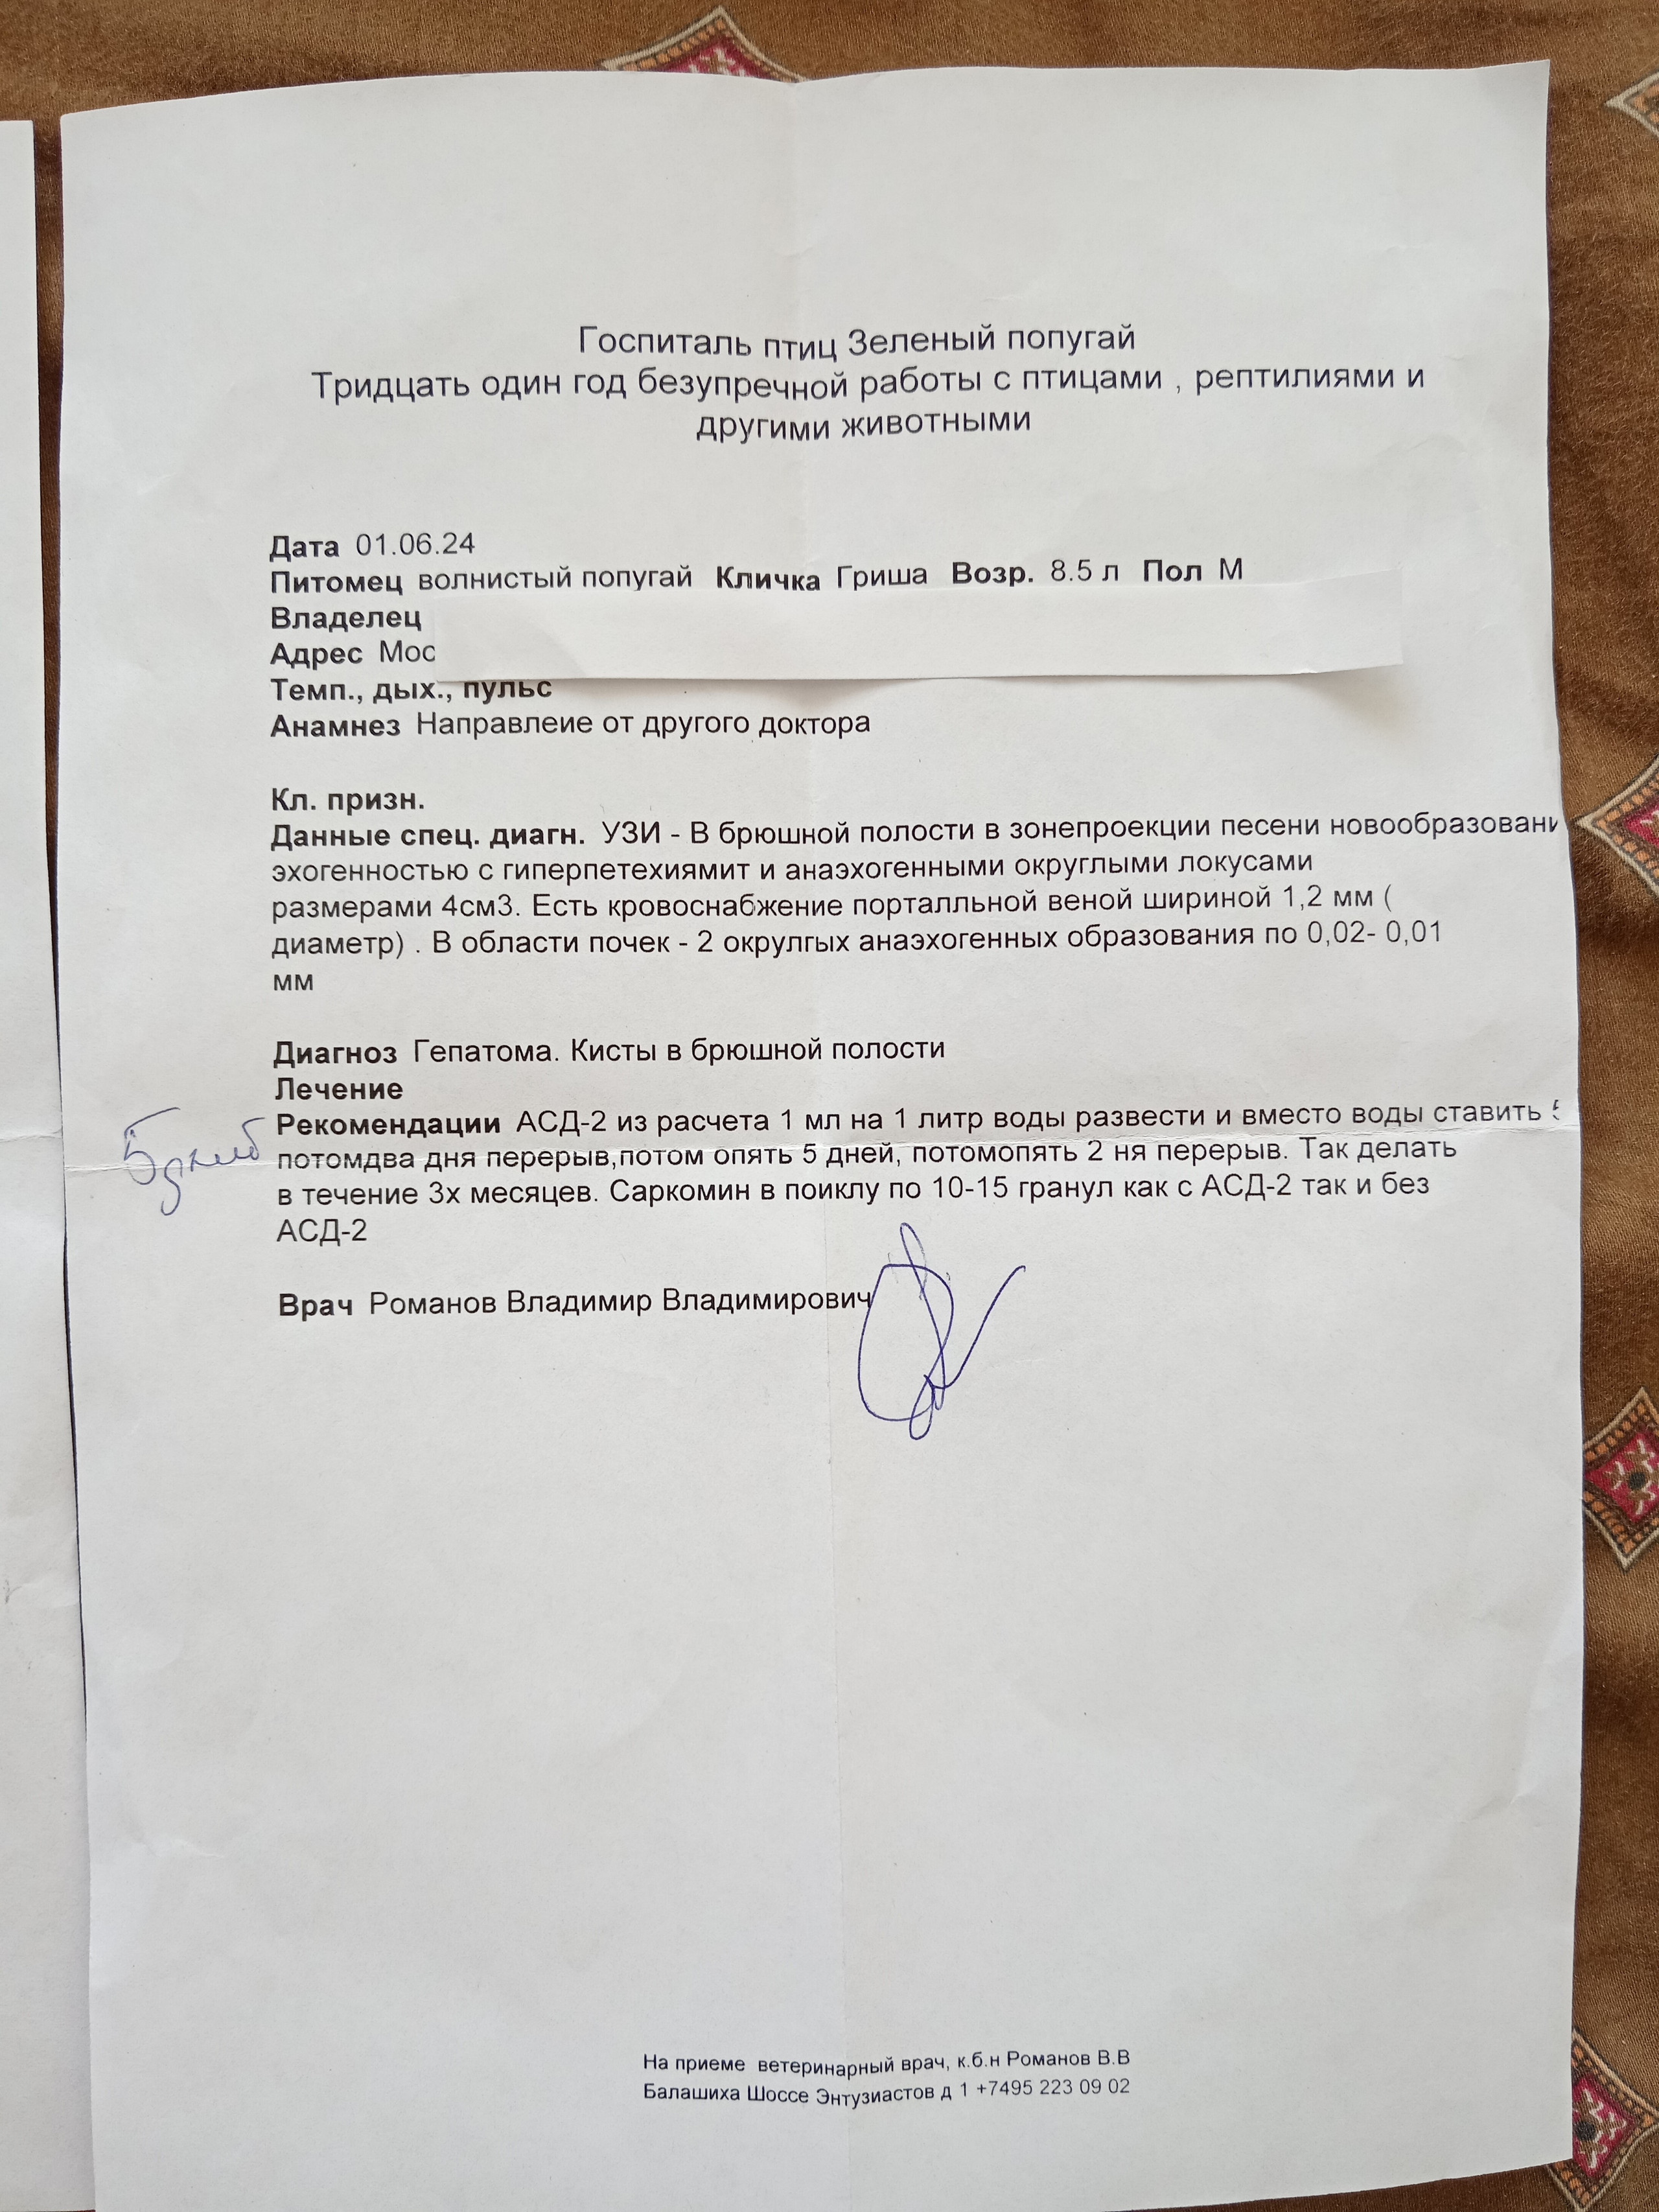 Госпиталь птиц Зеленый попугай
Тридцать один год безупречной работы с птицами , рептилиями и
другими животными
Дата 01.06.24
Питомец волнистый попугай Кличка Гриша Возр. 8.5 л Пол М
Владелец
Адрес Мос
Темп., дых., пульс
Анамнез Направлеие от другого доктора
Кл. призн.
Данные спец. диагн. УЗИ - В брюшной полости в зонепроекции песени новообразовани
эхогенностью с гиперпетехиямит и анаэхогенными округлыми локусами
размерами 4см3. Есть кровоснабжение порталльной веной шириной 1,2 мм (
диаметр) . В области почек - 2 окрулгых анаэхогенных образования по 0,02- 0,01
мм
Диагноз Гепатома. Кисты в брюшной полости
Лечение
Рекомендации АСД-2 из расчета 1 мл на 1 литр воды развести и вместо воды ставить 5
5 дней
потомдва дня перерыв,потом опять 5 дней, потомопять 2 ня перерыв. Так делать
в течение 3х месяцев. Саркомин в поиклу по 10-15 гранул как с АСД-2 так и без
АСД-2
Врач Романов Владимир Владимирович
На приеме ветеринарный врач, к.б.н Романов В.В
Балашиха Шоссе Энтузиастов д 1 +7495 223 09 02